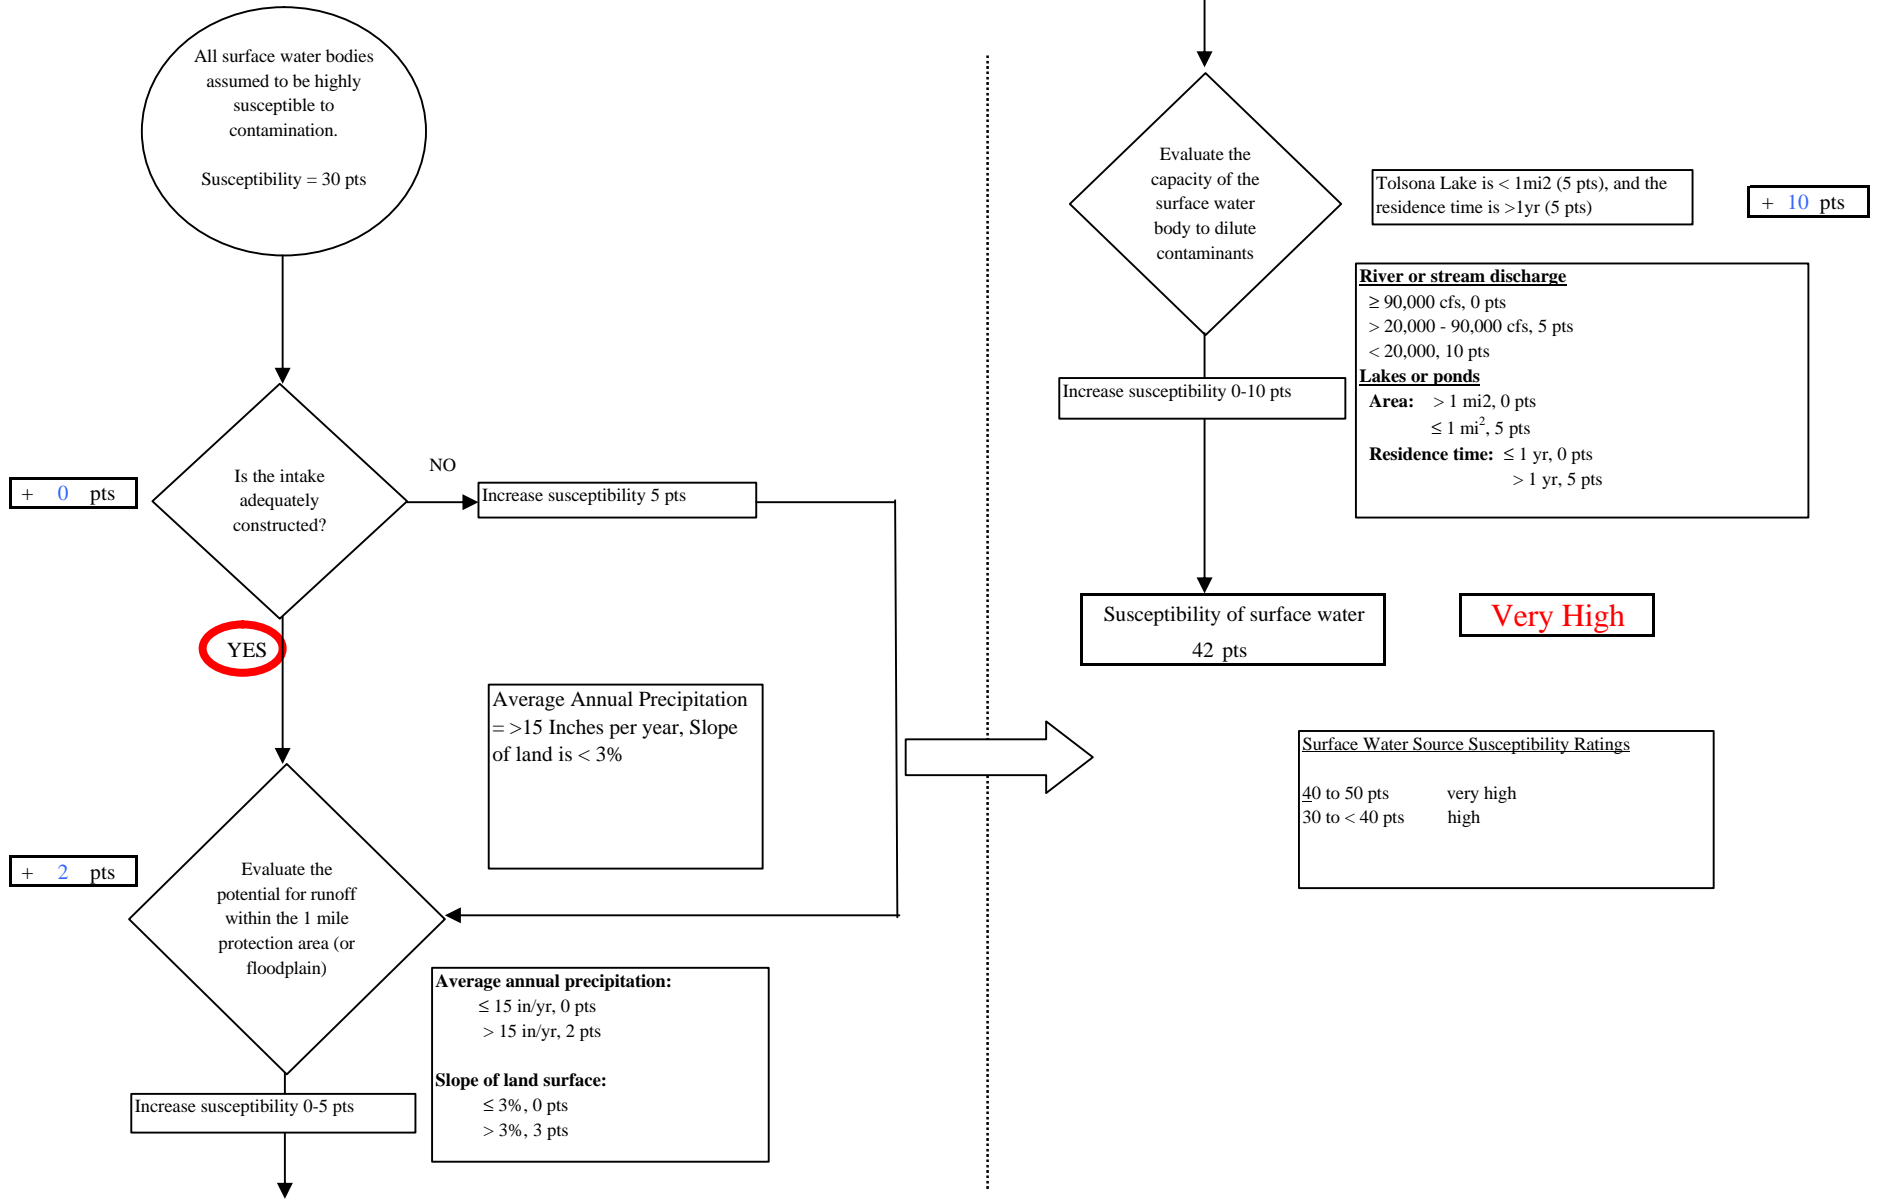 All surface water bodies
assumed to be highly
susceptible to
contamination.
Susceptibility = 30 pts
+ 0 pts
Is the intake
adequately
constructed?
NO
Increase susceptibility 5 pts
YES
Average Annual Precipitation
= >15 Inches per year, Slope
of land is < 3%
+ 2 pts
Evaluate the
potential for runoff
within the 1 mile
protection area (or
floodplain)
Average annual precipitation:
≤ 15 in/yr, 0 pts
> 15 in/yr, 2 pts
Slope of land surface:
≤ 3%, 0 pts
> 3%, 3 pts
Increase susceptibility 0-5 pts
Evaluate the
capacity of the
surface water
body to dilute
contaminants
Tolsona Lake is < 1mi2 (5 pts), and the
residence time is >1yr (5 pts)
+ 10 pts
River or stream discharge
≥ 90,000 cfs, 0 pts
> 20,000 - 90,000 cfs, 5 pts
< 20,000, 10 pts
Lakes or ponds
Area: > 1 mi2, 0 pts
≤ 1 mi², 5 pts
Residence time: ≤ 1 yr, 0 pts
> 1 yr, 5 pts
Increase susceptibility 0-10 pts
Susceptibility of surface water
42 pts
Very High
Surface Water Source Susceptibility Ratings
40 to 50 pts very high
30 to < 40 pts high